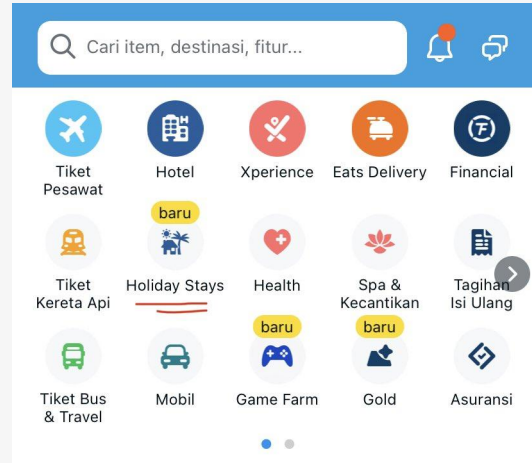 Cari item, destinasi, fitur...
Tiket
Pesawat
Hotel
Xperience
Eats Delivery
Financial
baru
Tiket
Kereta Api
Holiday Stays
Health
Spa &
Kecantikan
Tagihan
Isi Ulang
baru
baru
Tiket Bus
& Travel
Mobil
Game Farm
Gold
Asuransi